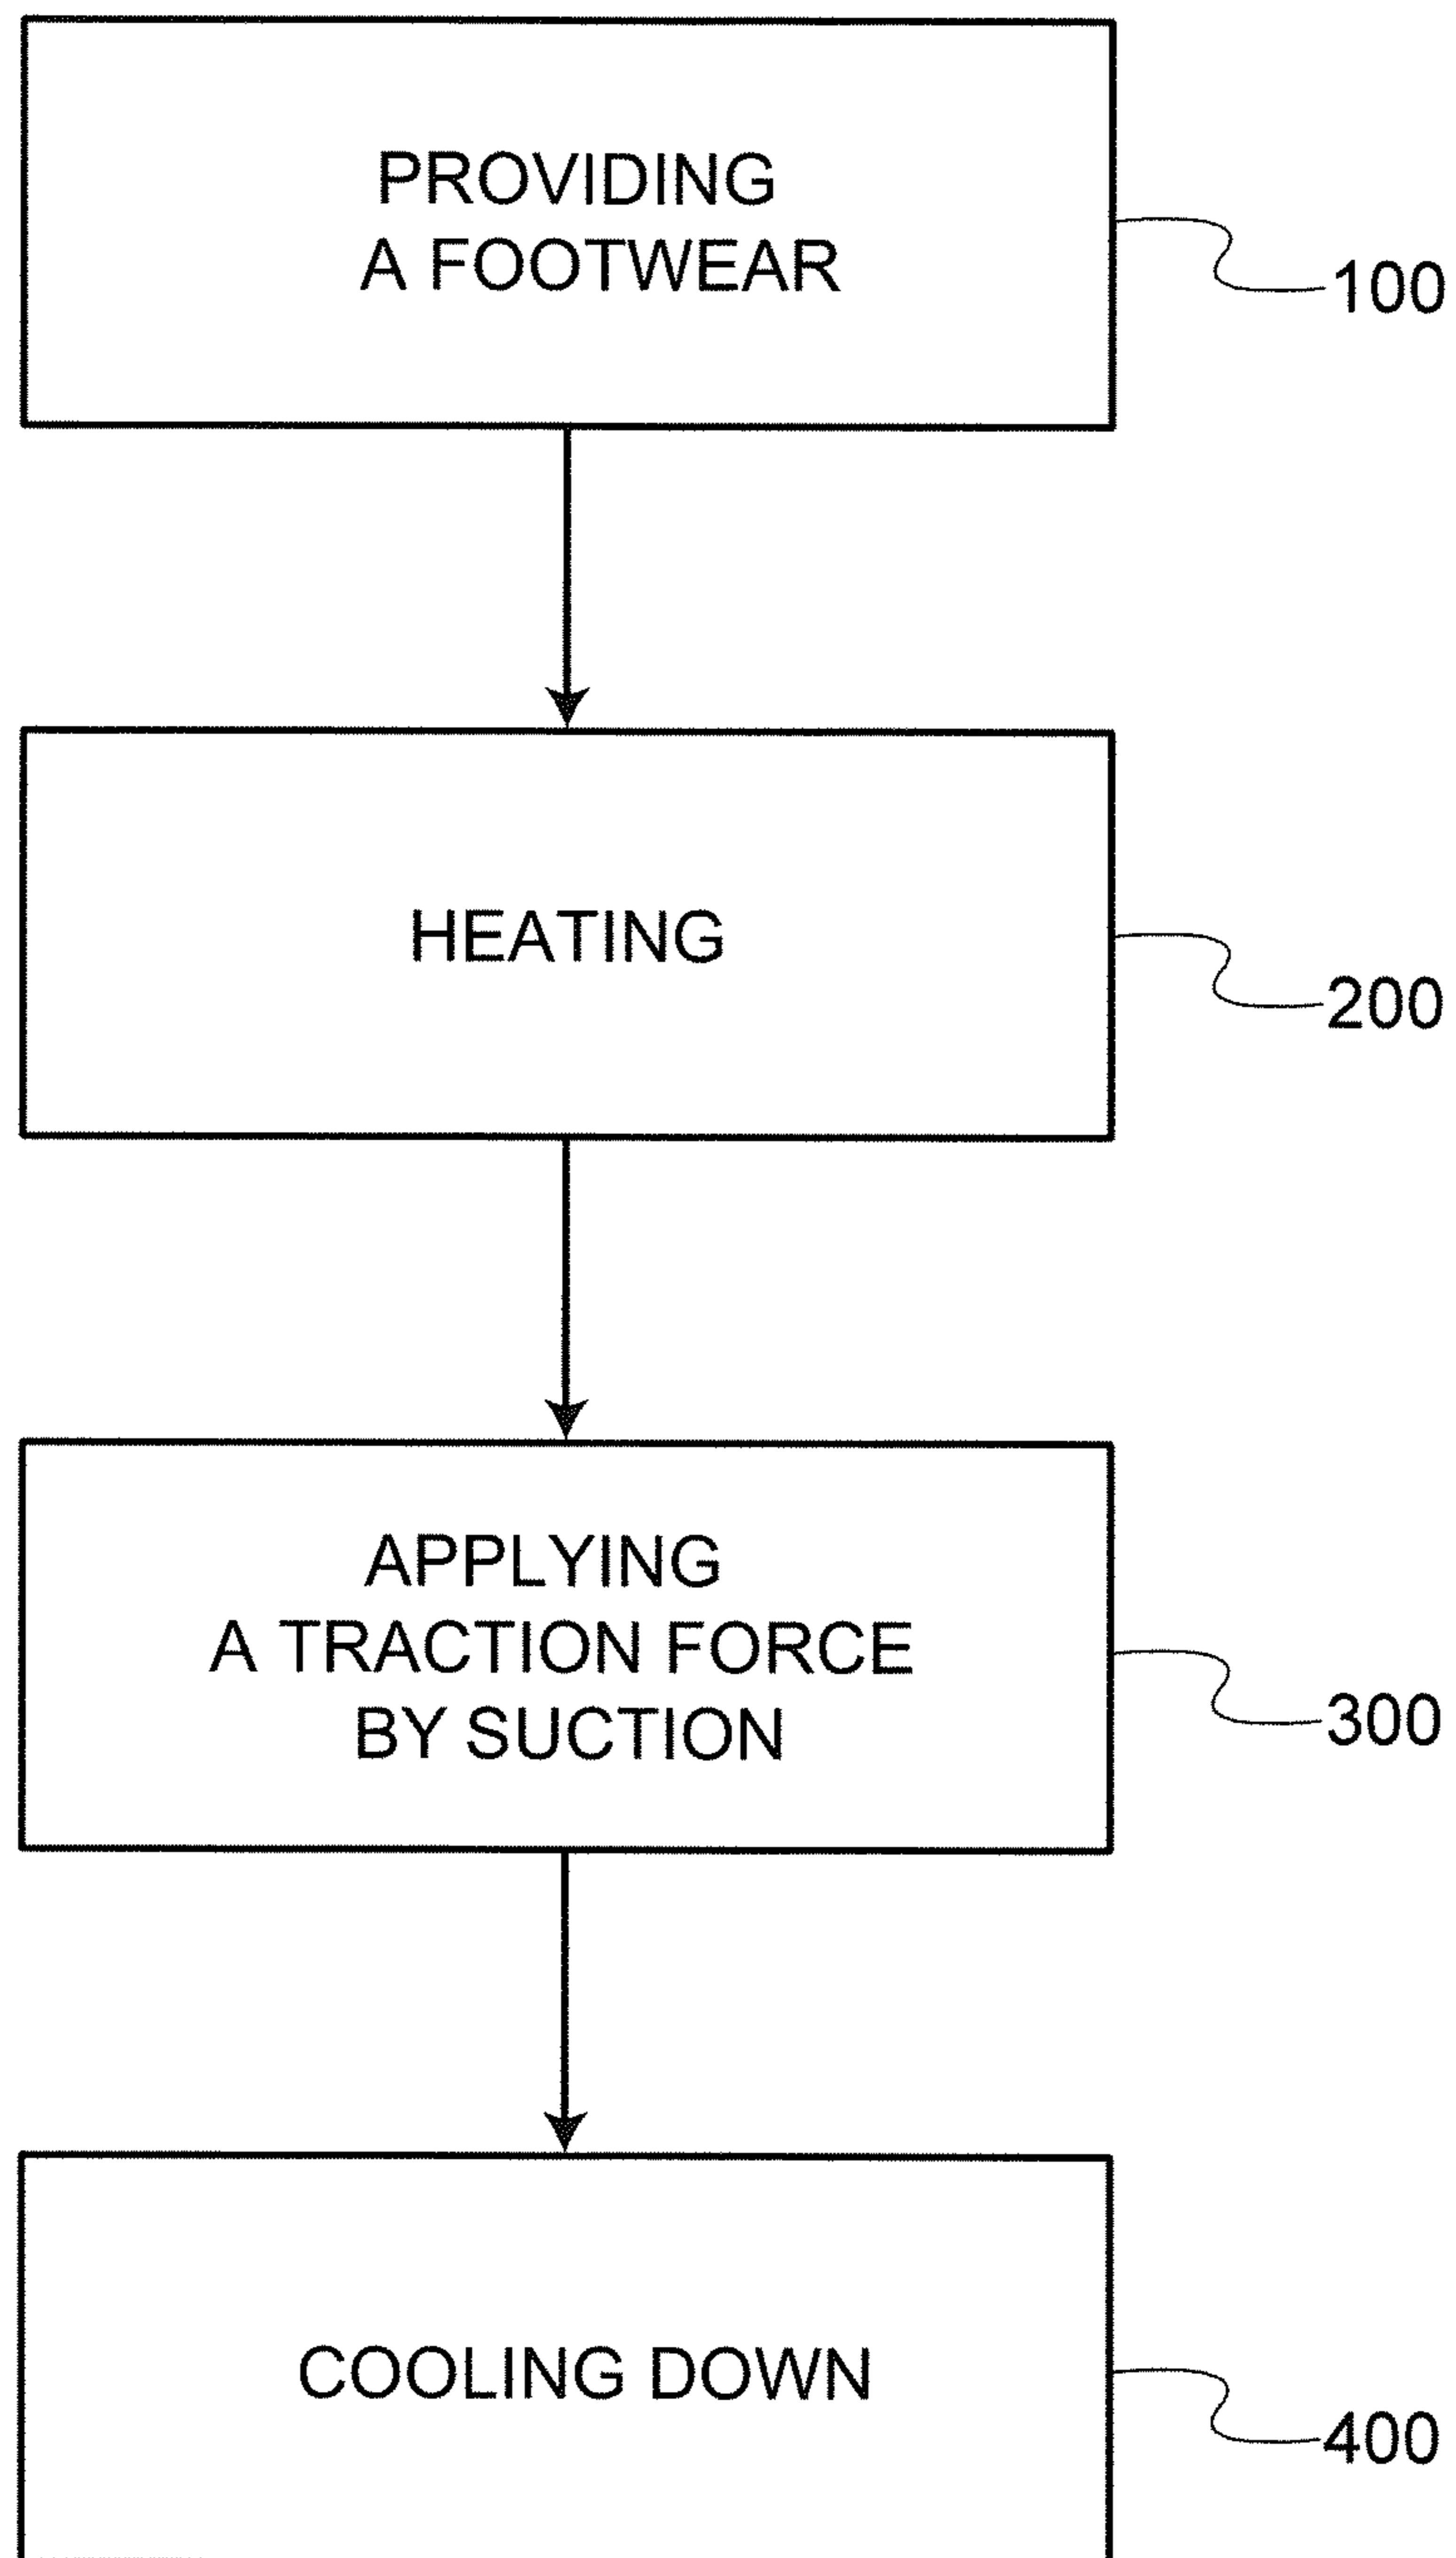 PROVIDING
A FOOTWEAR
100
HEATING
200
APPLYING
A TRACTION FORCE
BY SUCTION
300
COOLING DOWN
400